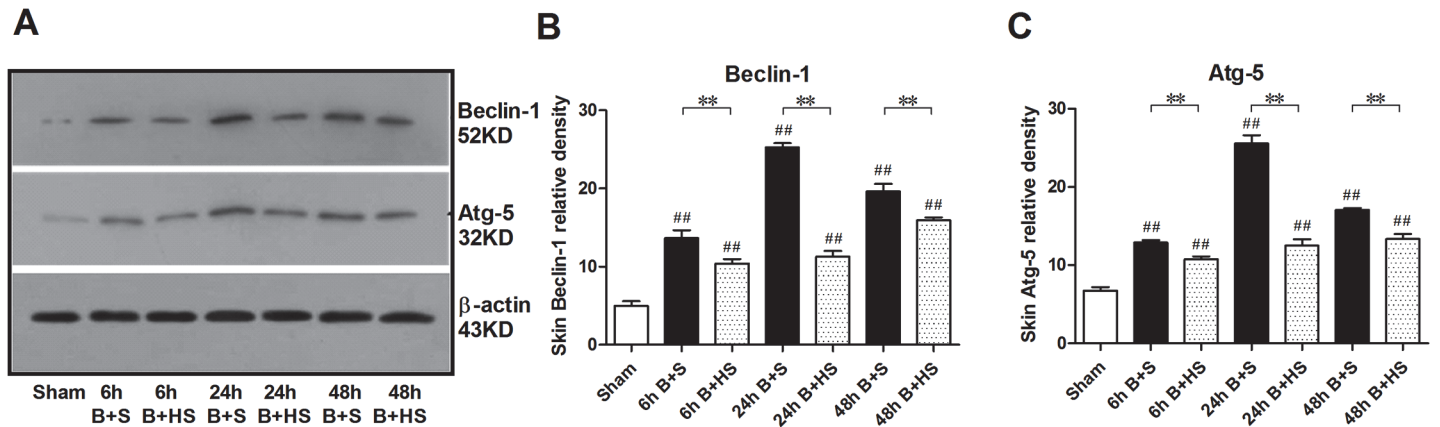 A
Beclin-1
52KD
Atg-5
32KD
β-actin
43KD
Sham 6h 6h 24h 24h 48h 48h
B+S B+HS B+S B+HS B+S B+HS
B
Beclin-1
Skin Beclin-1 relative density
30
20
10
0
** ** **
## ## ## ## ## ##
Sham 6h B+S 6h B+HS 24h B+S 24h B+HS 48h B+S 48h B+HS
C
Atg-5
Skin Atg-5 relative density
30
20
10
0
** ** **
## ## ## ## ## ##
Sham 6h B+S 6h B+HS 24h B+S 24h B+HS 48h B+S 48h B+HS